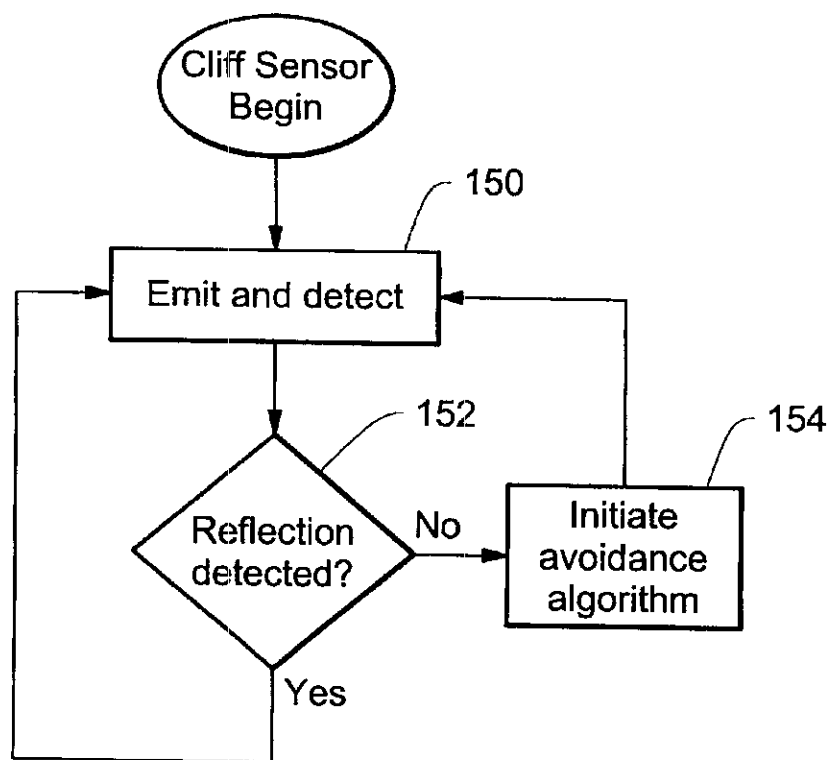 Cliff Sensor
Begin
150
Emit and detect
152
154
Reflection
detected?
No
Initiate
avoidance
algorithm
Yes